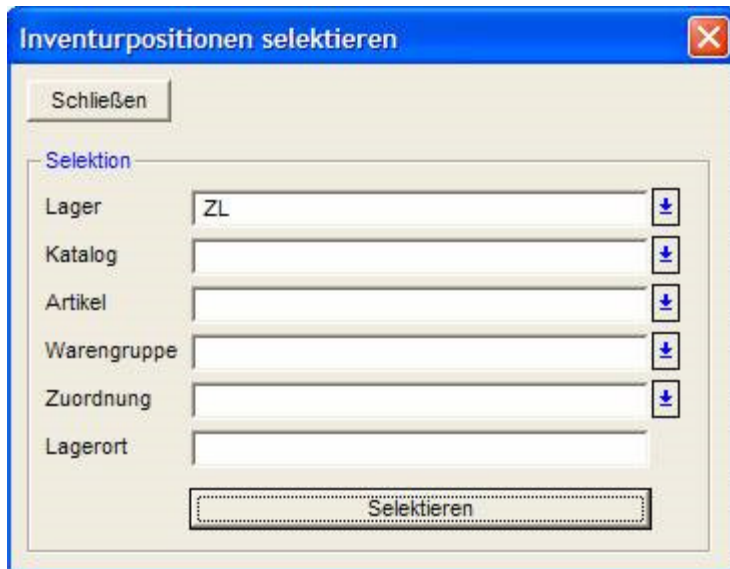 Inventurpositionen selektieren
Schließen
Selektion
Lager ZL
Katalog
Artikel
Warengruppe
Zuordnung
Lagerort
Selektieren